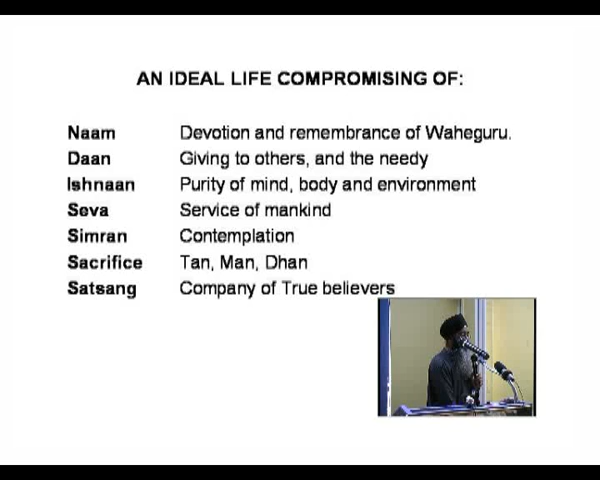 AN IDEAL LIFE COMPROMISING OF:
Naam Devotion and remembrance of Waheguru.
Daan Giving to others, and the needy
Ishnaan Purity of mind, body and environment
Seva Service of mankind
Simran Contemplation
Sacrifice Tan, Man, Dhan
Satsang Company of True believers